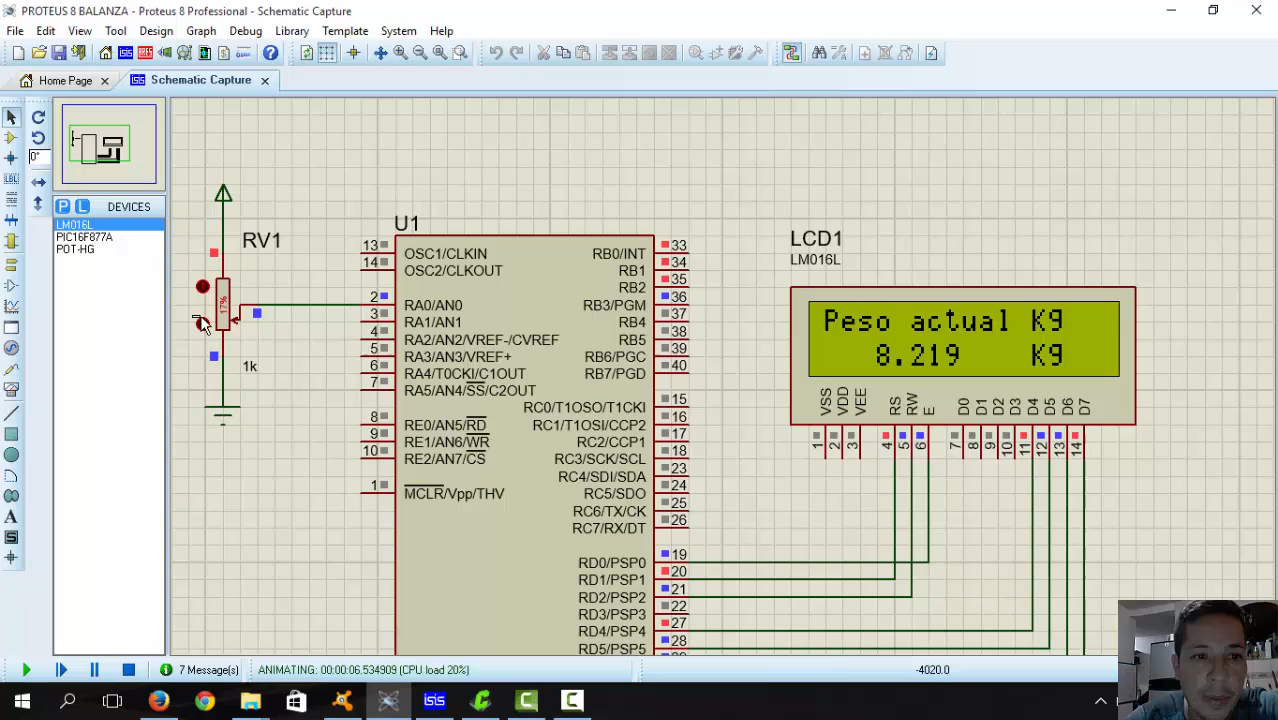 PROTEUS 8 BALANZA - Proteus 8 Professional - Schematic Capture
File Edit View Tool Design Graph Debug Library Template System Help
Home Page
Schematic Capture
0°
P L DEVICES
LM016L
PIC16F877A
POT-HG
LBL
RV1
17%
1k
U1
13 OSC1/CLKIN
14 OSC2/CLKOUT
2 RA0/AN0
3 RA1/AN1
4 RA2/AN2/VREF-/CVREF
5 RA3/AN3/VREF+
6 RA4/T0CKI/C1OUT
7 RA5/AN4/SS/C2OUT
8 RE0/AN5/RD
9 RE1/AN6/WR
10 RE2/AN7/CS
1 MCLR/Vpp/THV
RB0/INT 33
RB1 34
RB2 35
RB3/PGM 36
RB4 37
RB5 38
RB6/PGC 39
RB7/PGD 40
RC0/T1OSO/T1CKI 15
RC1/T1OSI/CCP2 16
RC2/CCP1 17
RC3/SCK/SCL 18
RC4/SDI/SDA 23
RC5/SDO 24
RC6/TX/CK 25
RC7/RX/DT 26
RD0/PSP0 19
RD1/PSP1 20
RD2/PSP2 21
RD3/PSP3 22
RD4/PSP4 27
RD5/PSP5 28
LCD1
LM016L
Peso actual Kg
8.219 Kg
VSS VDD VEE RS RW E D0 D1 D2 D3 D4 D5 D6 D7
1 2 3 4 5 6 7 8 9 10 11 12 13 14
7 Message(s)
ANIMATING: 00:00:06.534909 (CPU load 20%)
-4020.0
isis